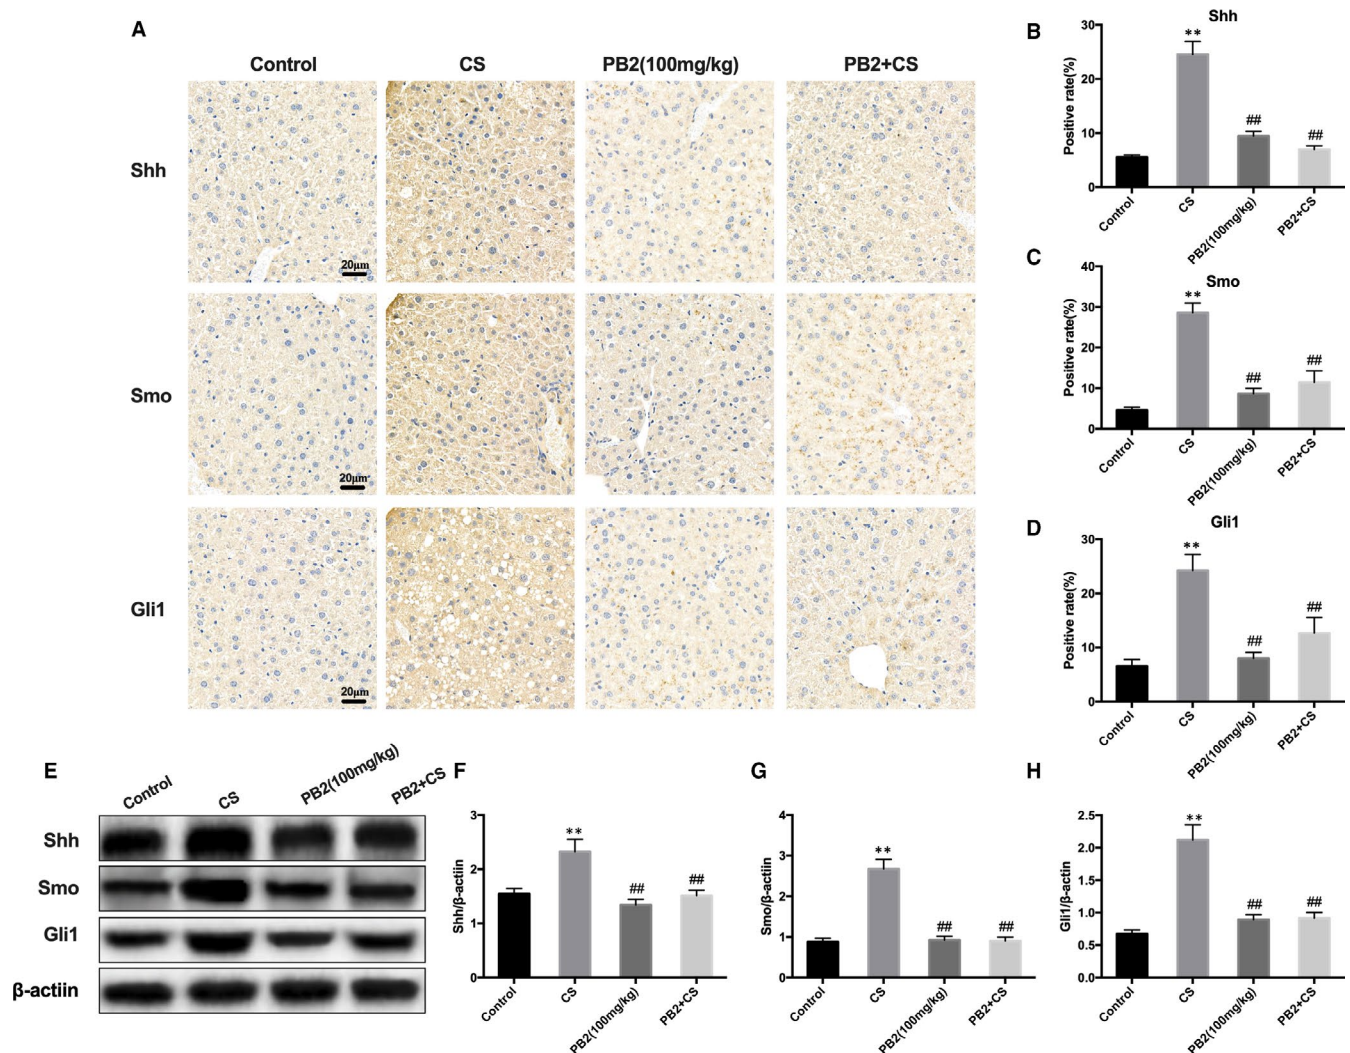 A
Control
CS
PB2(100mg/kg)
PB2+CS
Shh
20μm
Smo
20μm
Gli1
20μm
B
Shh
Positive rate(%)
30
20
10
0
**
##
##
Control
CS
PB2(100mg/kg)
PB2+CS
C
Smo
Positive rate(%)
40
30
20
10
0
**
##
##
Control
CS
PB2(100mg/kg)
PB2+CS
D
Gli1
Positive rate(%)
30
20
10
0
**
##
##
Control
CS
PB2(100mg/kg)
PB2+CS
E
Control
CS
PB2(100mg/kg)
PB2+CS
Shh
Smo
Gli1
β-actiin
F
Shh/β-actiin
3
2
1
0
**
##
##
Control
CS
PB2(100mg/kg)
PB2+CS
G
Smo/β-actiin
4
3
2
1
0
**
##
##
Control
CS
PB2(100mg/kg)
PB2+CS
H
Gli1/β-actin
2.5
2.0
1.5
1.0
0.5
0.0
**
##
##
Control
CS
PB2(100mg/kg)
PB2+CS